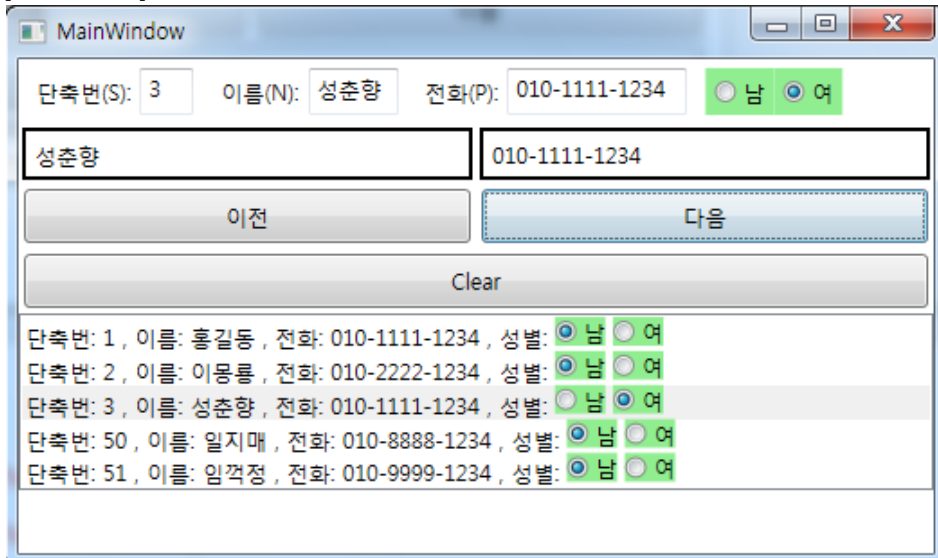 MainWindow
단축번(S): 3 이름(N): 성춘향 전화(P): 010-1111-1234 남 여
성춘향 010-1111-1234
이전 다음
Clear
단축번: 1 , 이름: 홍길동 , 전화: 010-1111-1234 , 성별: 남 여
단축번: 2 , 이름: 이몽룡 , 전화: 010-2222-1234 , 성별: 남 여
단축번: 3 , 이름: 성춘향 , 전화: 010-1111-1234 , 성별: 남 여
단축번: 50 , 이름: 일지매 , 전화: 010-8888-1234 , 성별: 남 여
단축번: 51 , 이름: 임꺽정 , 전화: 010-9999-1234 , 성별: 남 여